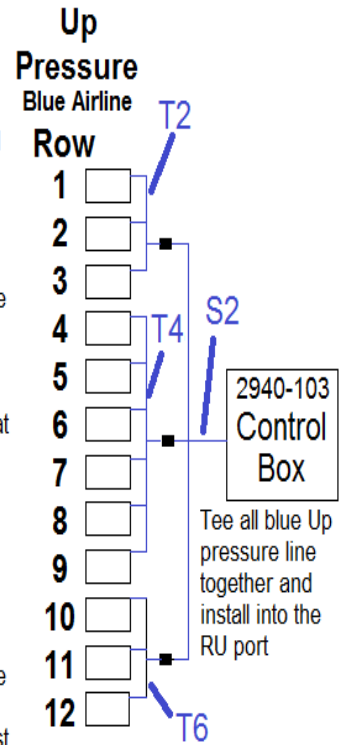 Up
Pressure
Blue Airline
T2
Row
1
2
3
4
T4
S2
5
6
7
8
9
10
11
12
T6
2940-103
Control
Box
Tee all blue Up
pressure line
together and
install into the
RU port